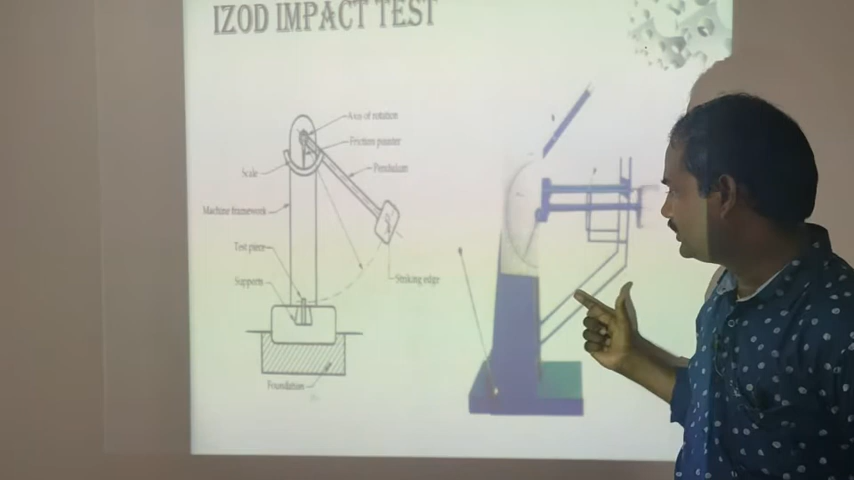 IZOD IMPACT TEST
Axis of rotation
Friction pointer
Scale
Pendulum
Machine framework
Test piece
Supports
Striking edge
Foundation